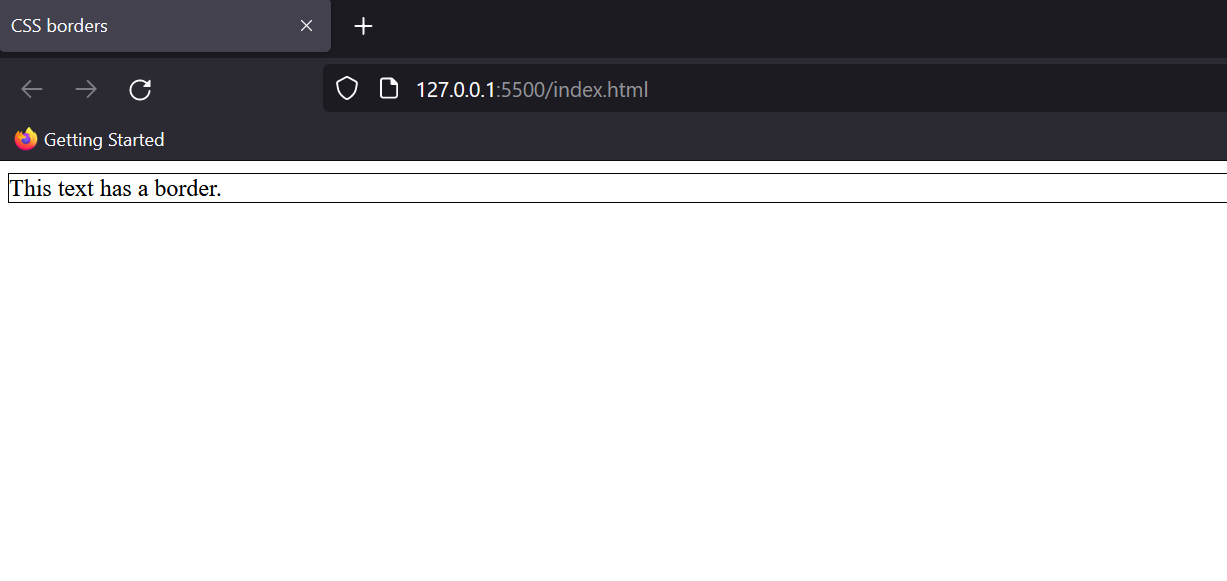 CSS borders
127.0.0.1:5500/index.html
Getting Started
This text has a border.